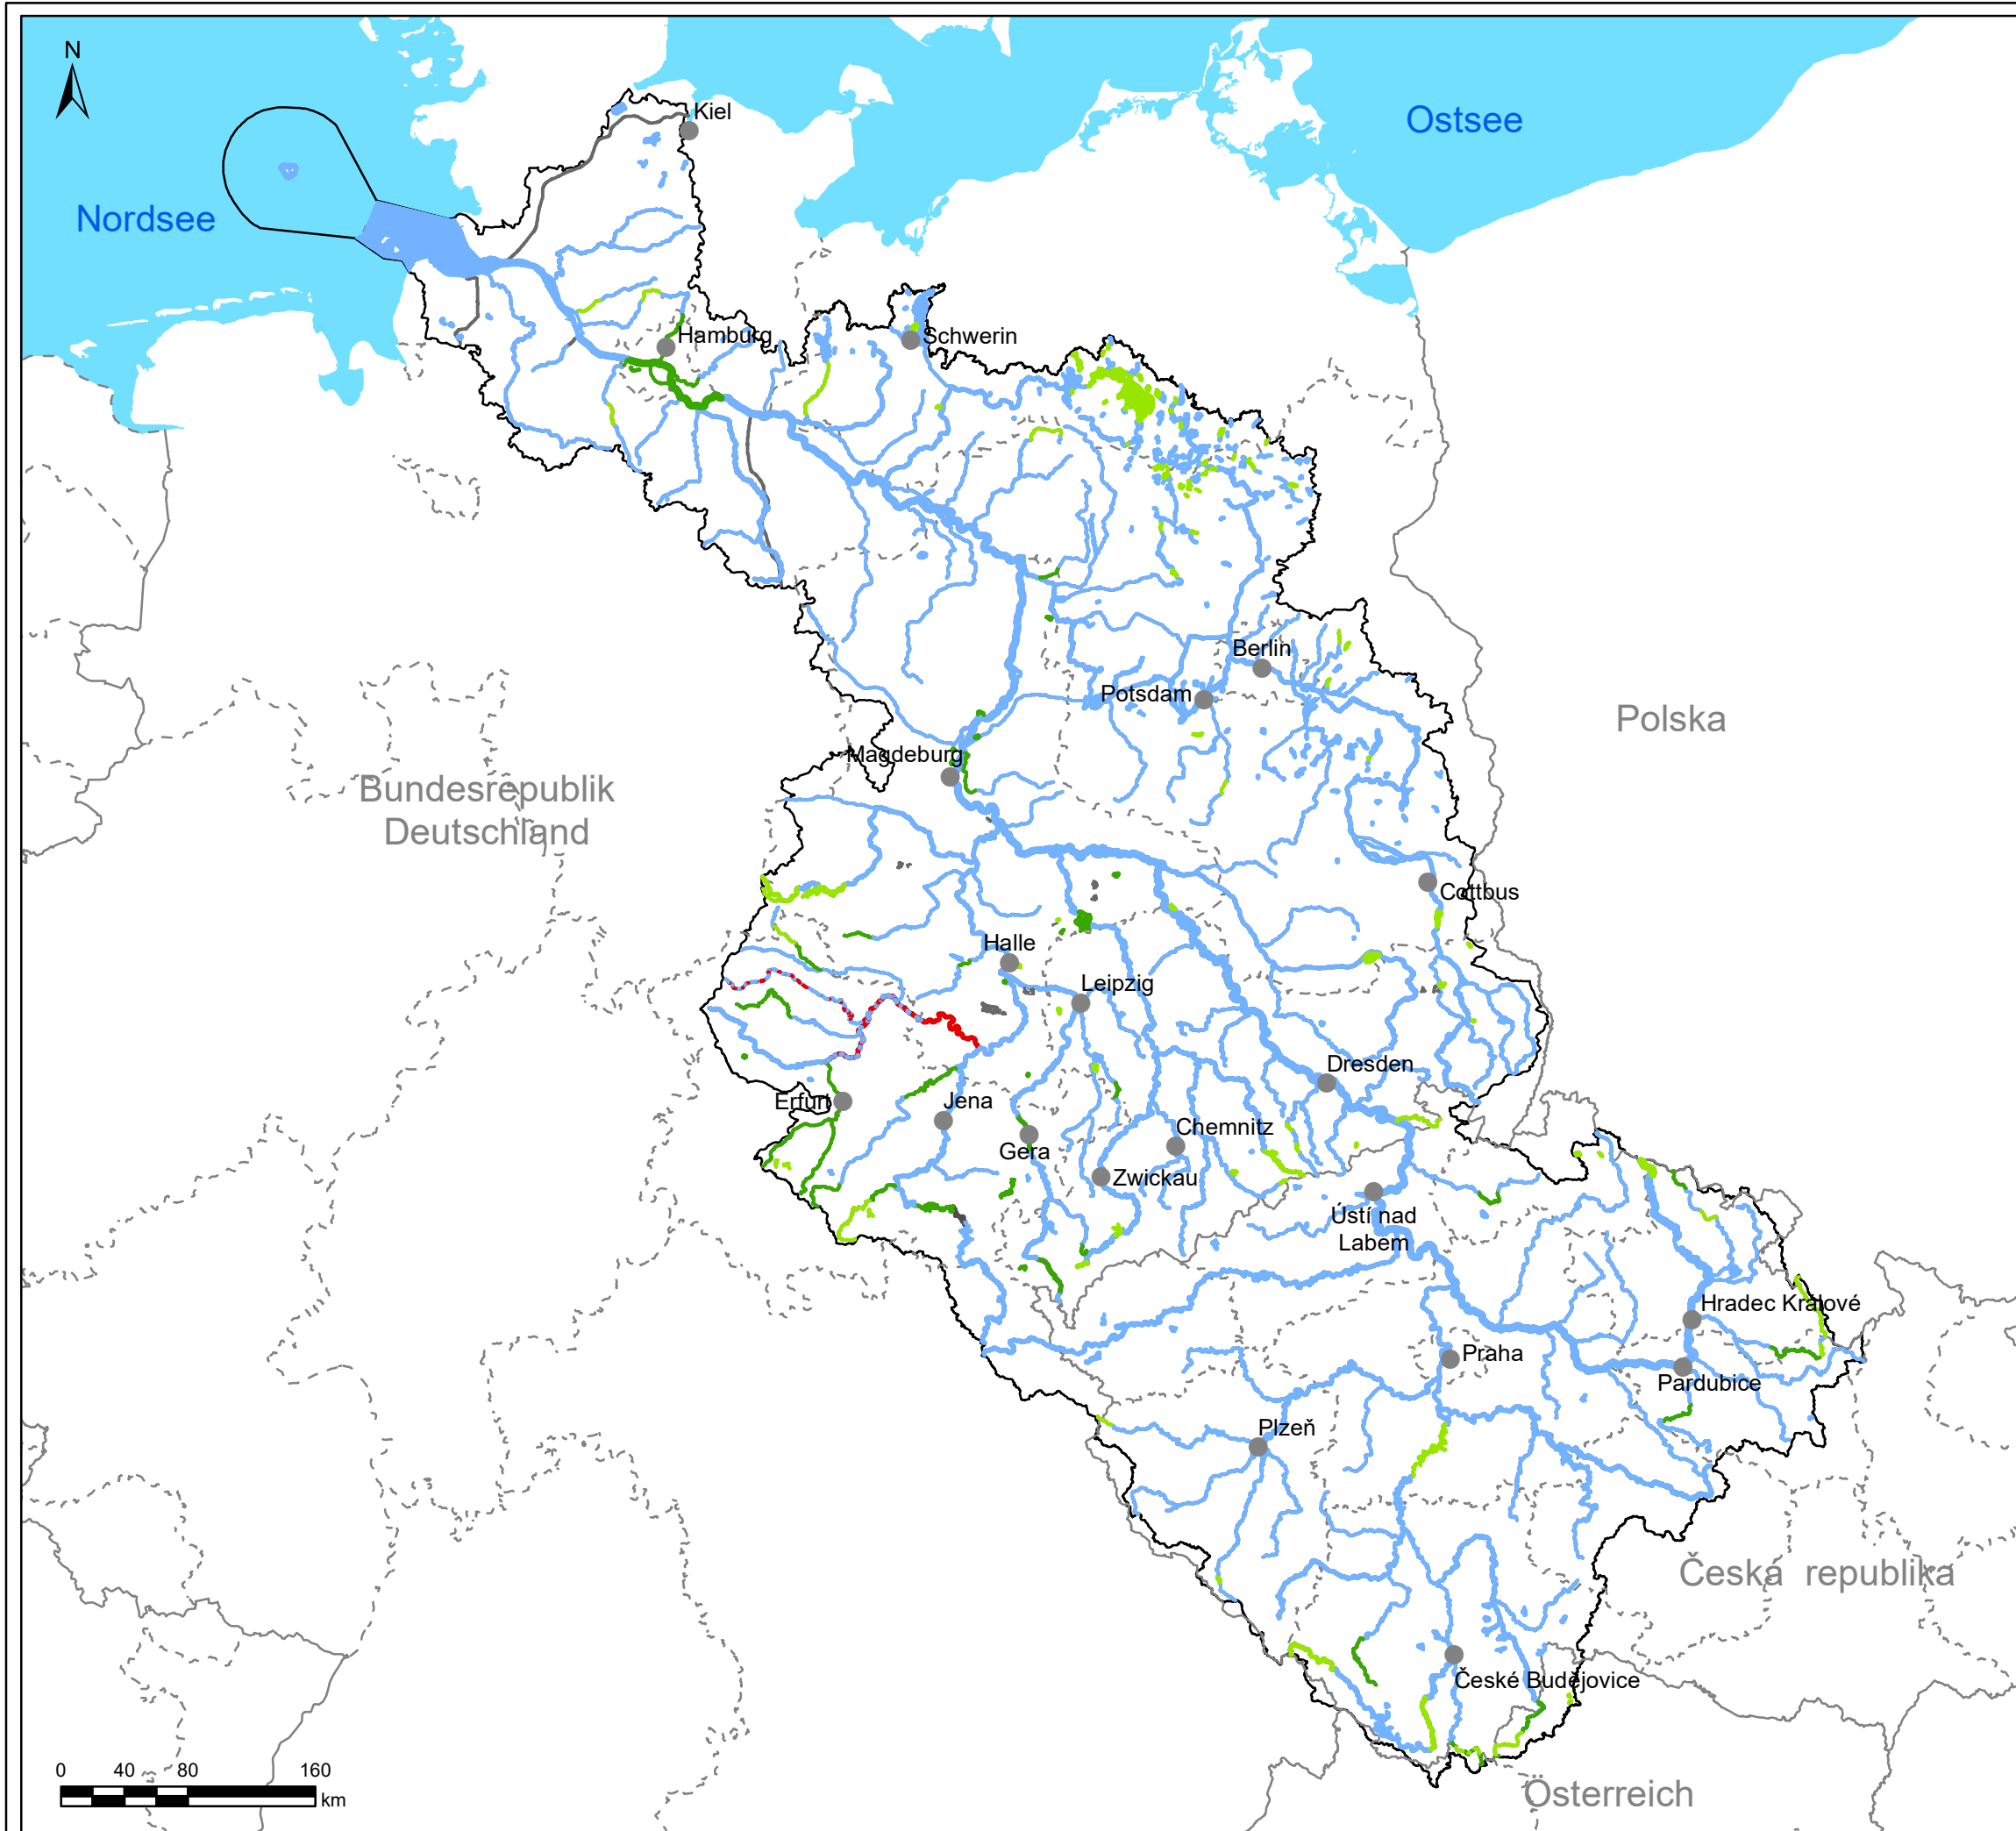 N
Kiel
Ostsee
Nordsee
Hamburg
Schwerin
Berlin
Potsdam
Polska
Magdeburg
Bundesrepublik
Deutschland
Cottbus
Halle
Leipzig
Dresden
Erfurt
Jena
Chemnitz
Gera
Zwickau
Ústí nad
Labem
Hradec Králové
Praha
Pardubice
Plzeň
Česká republika
České Budějovice
0 40 80 160
km
Österreich